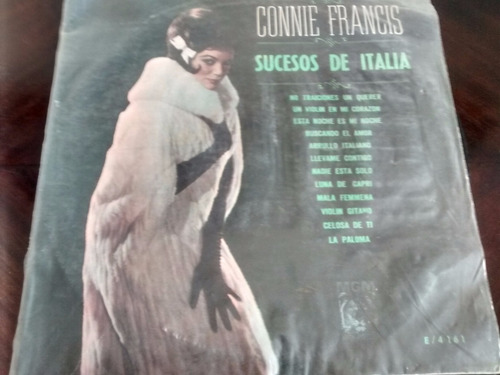 CONNIE FRANCIS
SUCESOS DE ITALIA
NO TRAICIONES UN QUERER
UN VIOLIN EN MI CORAZON
ESTA NOCHE ES MI NOCHE
BUSCANDO EL AMOR
ARRULLO ITALIANO
LLEVAME CONTIGO
NADIE ESTA SOLO
LUNA DE CAPRI
MALA FEMMENA
VIOLIN GITANO
CELOSA DE TI
LA PALOMA
MGM
E/4161